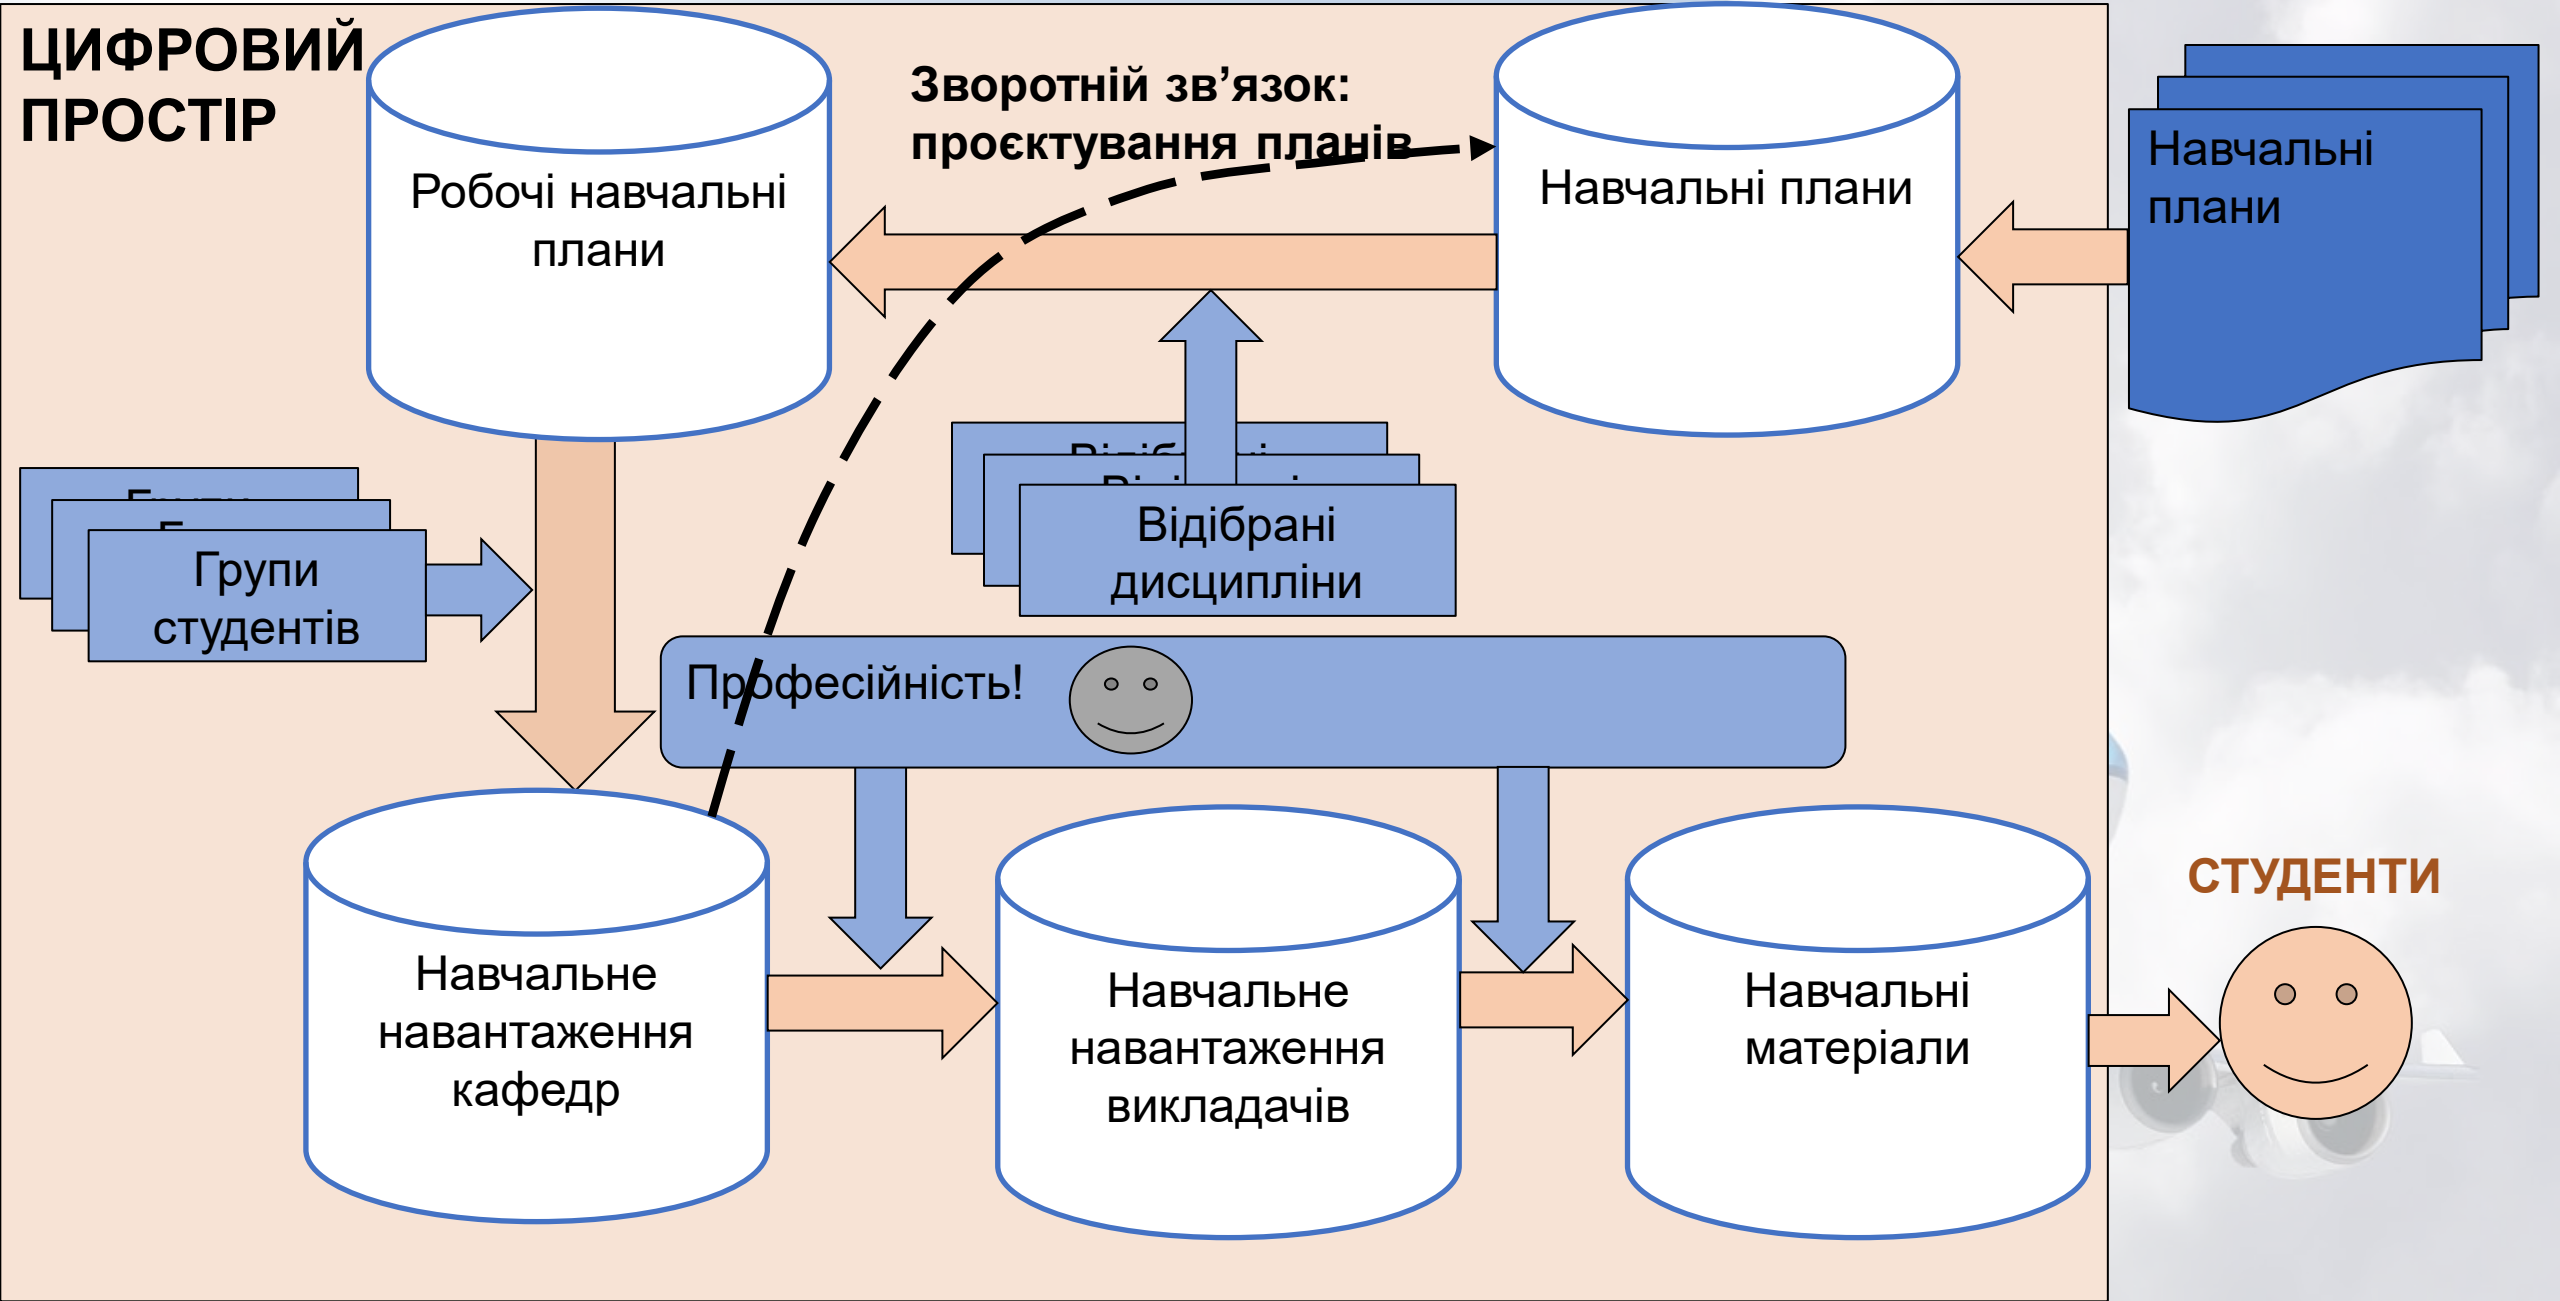 ЦИФРОВИЙ
ПРОСТІР
Робочі навчальні
плани
Зворотній зв’язок:
проєктування планів
Навчальні плани
Навчальні
плани
Групи
студентів
Відібрані
дисципліни
Професійність!
Навчальне
навантаження
кафедр
Навчальне
навантаження
викладачів
Навчальні
матеріали
СТУДЕНТИ